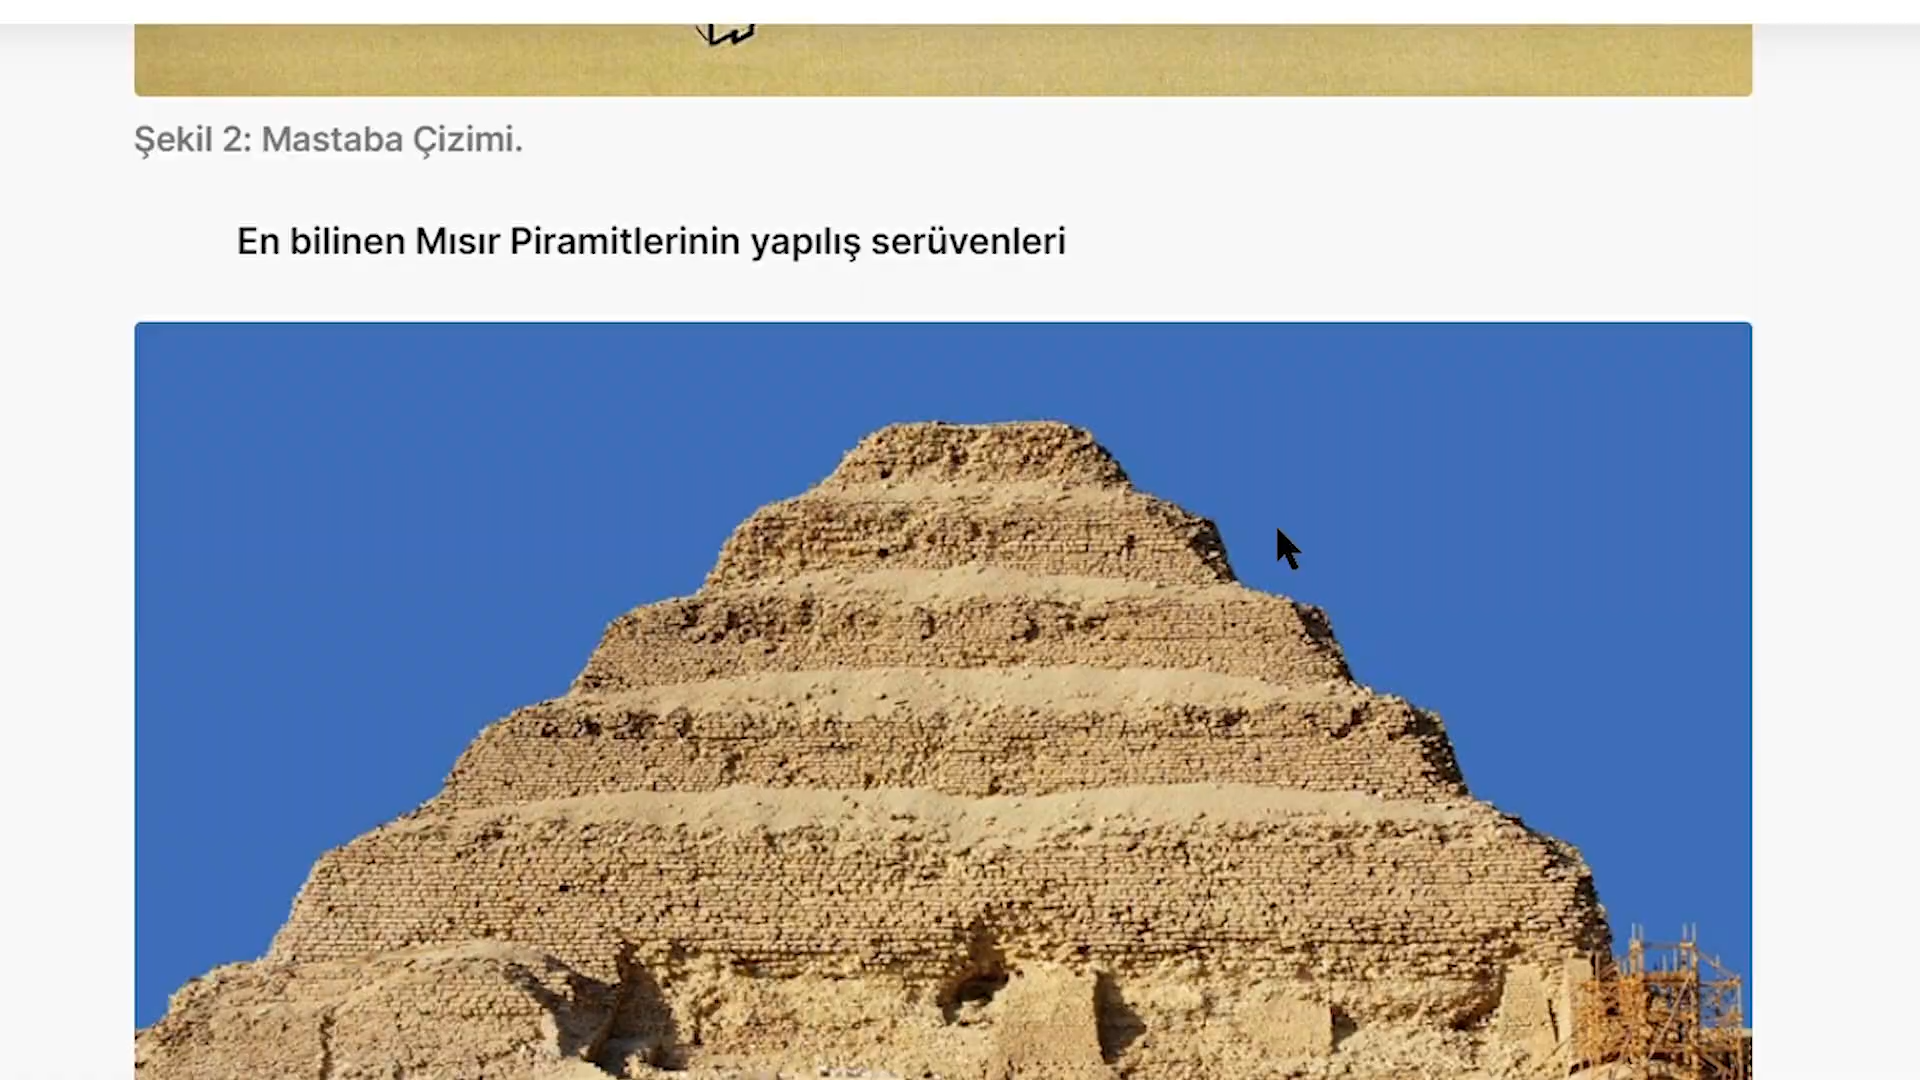 Şekil 2: Mastaba Çizimi.
En bilinen Mısır Piramitlerinin yapılış serüvenleri